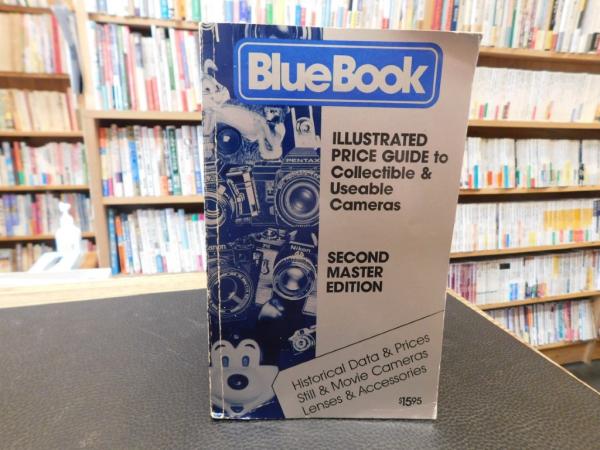 BlueBook
ILLUSTRATED
PRICE GUIDE to
Collectible &
Useable
Cameras
PENTAX
Canon
Nikon
SECOND
MASTER
EDITION
Historical Data & Prices
Still & Movie Cameras
Lenses & Accessories
$15.95